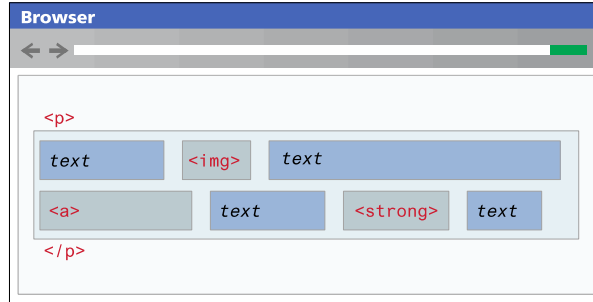 Browser
<p>
text <img> text
<a> text <strong> text
</p>